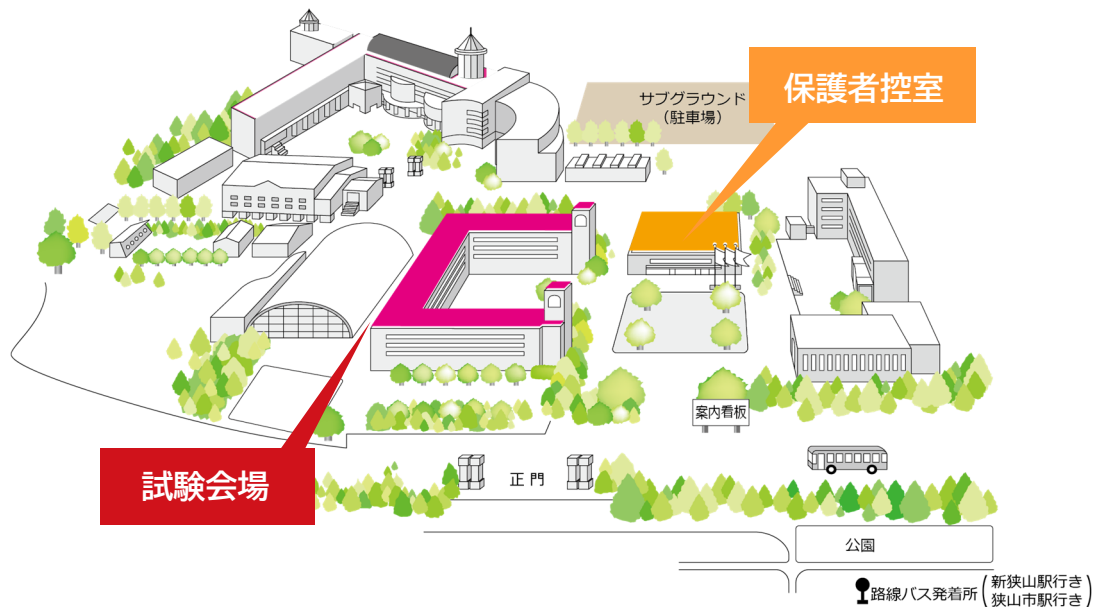 保護者控室
サブグラウンド
（駐車場）
案内看板
試験会場
正門
公園
路線バス発着所（新狭山駅行き
狭山市駅行き）